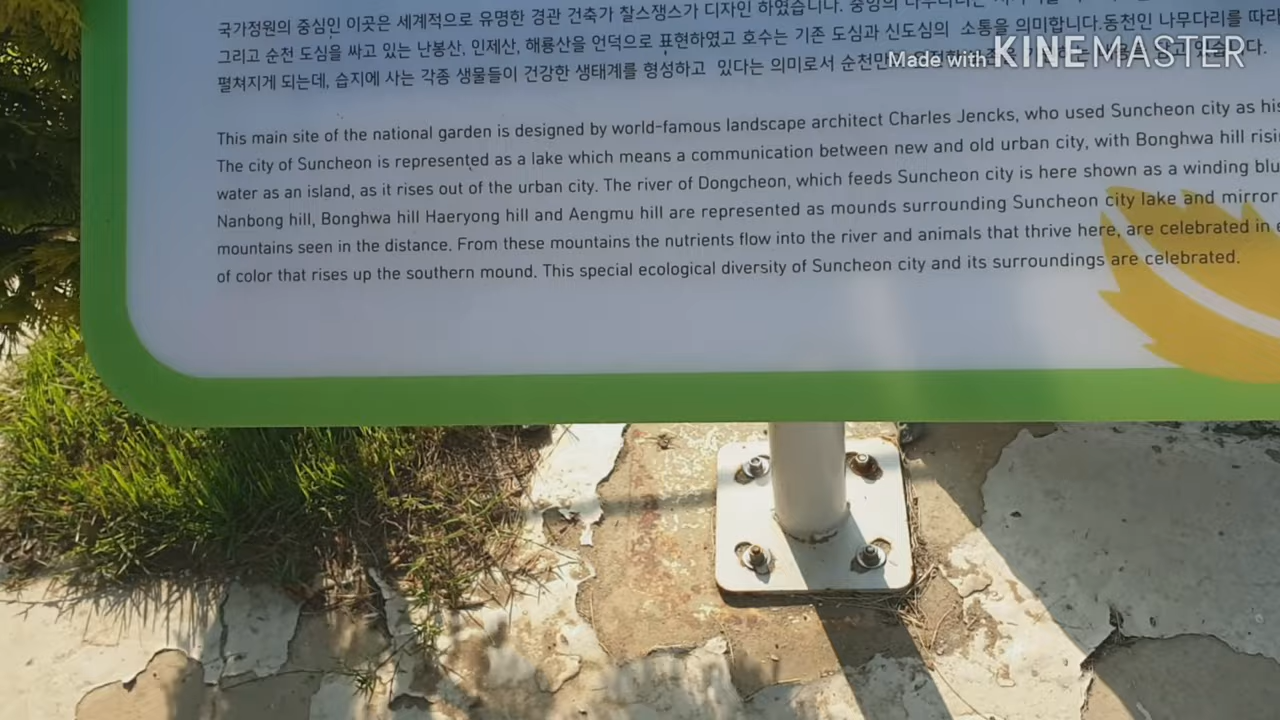 국가정원의 중심인 이곳은 세계적으로 유명한 경관 건축가 찰스쟁스가 디자인 하였습니다. 중앙의
그리고 순천 도심을 싸고 있는 난봉산, 인제산, 해룡산을 언덕으로 표현하였고 호수는 기존 도심과 신도심의 소통을 의미합니다.동천인 나무다리를 따라
펼쳐지게 되는데, 습지에 사는 각종 생물들이 건강한 생태계를 형성하고 있다는 의미로서
Made with KINEMASTER
This main site of the national garden is designed by world-famous landscape architect Charles Jencks, who used Suncheon city as his
The city of Suncheon is represented as a lake which means a communication between new and old urban city, with Bonghwa hill
water as an island, as it rises out of the urban city. The river of Dongcheon, which feeds Suncheon city is here shown as a winding
Nanbong hill, Bonghwa hill Haeryong hill and Aengmu hill are represented as mounds surrounding Suncheon city lake and mirror
mountains seen in the distance. From these mountains the nutrients flow into the river and animals that thrive here, are celebrated in
of color that rises up the southern mound. This special ecological diversity of Suncheon city and its surroundings are celebrated.